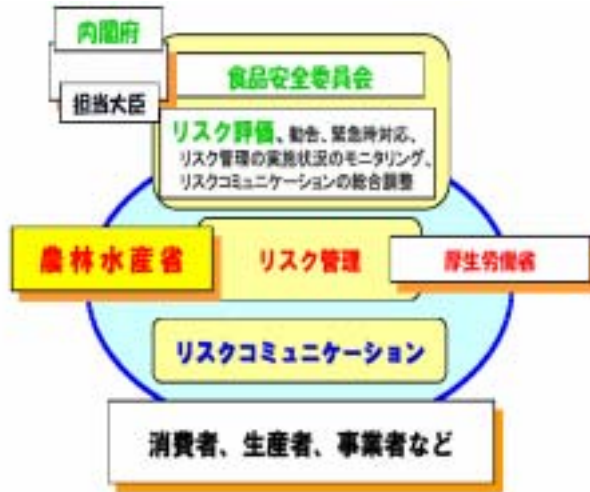 内閣府
食品安全委員会
担当大臣
リスク評価、勧告、緊急時対応、
リスク管理の実施状況のモニタリング、
リスクコミュニケーションの総合調整
農林水産省
リスク管理
厚生労働省
リスクコミュニケーション
消費者、生産者、事業者など